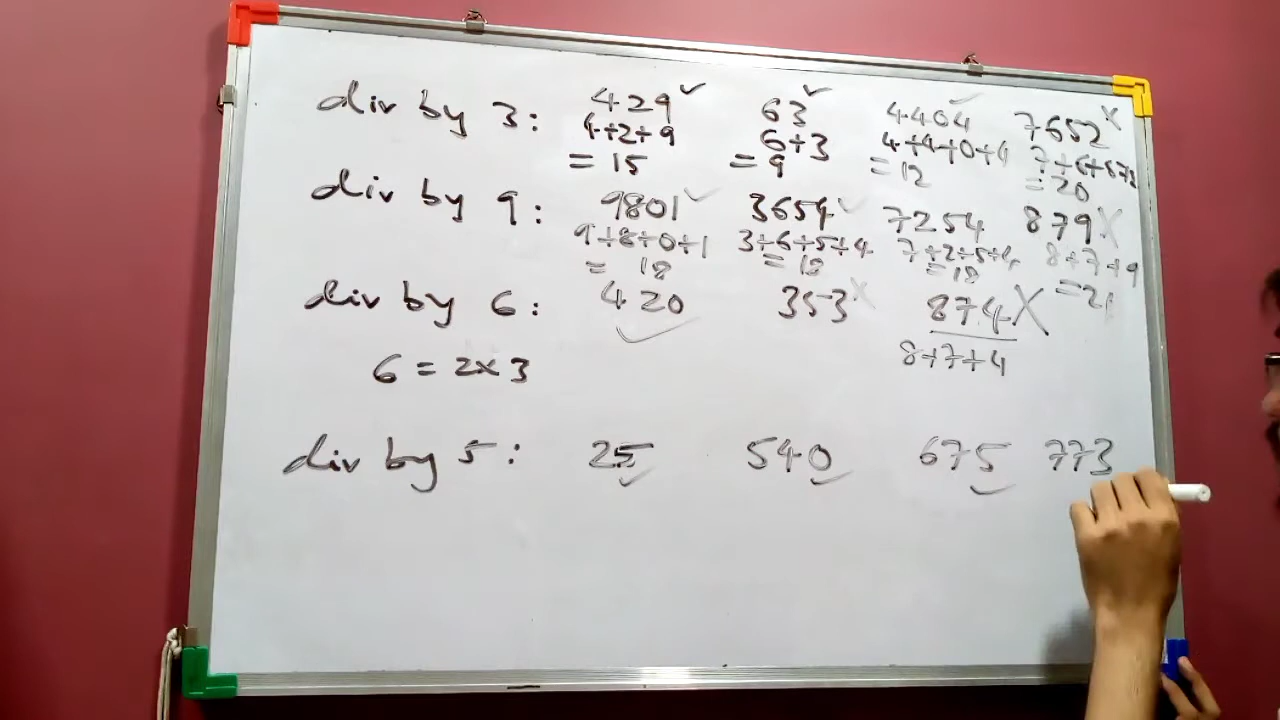 div by 3: 429✓ 63✓ 4404✓ 7652 X
4+2+9 6+3 4+4+0+4 7+6+5+2
= 15 = 9 = 12 = 20
div by 9: 9801✓ 3654✓ 7254 879 X
9+8+0+1 3+6+5+4 7+2+5+4 8+7+9
= 18 = 18 = 18 = 21
div by 6: 420 ✓ 353 X 874 X
6 = 2x3 8+7+4
div by 5: 25 ✓ 540 ✓ 675 ✓ 773